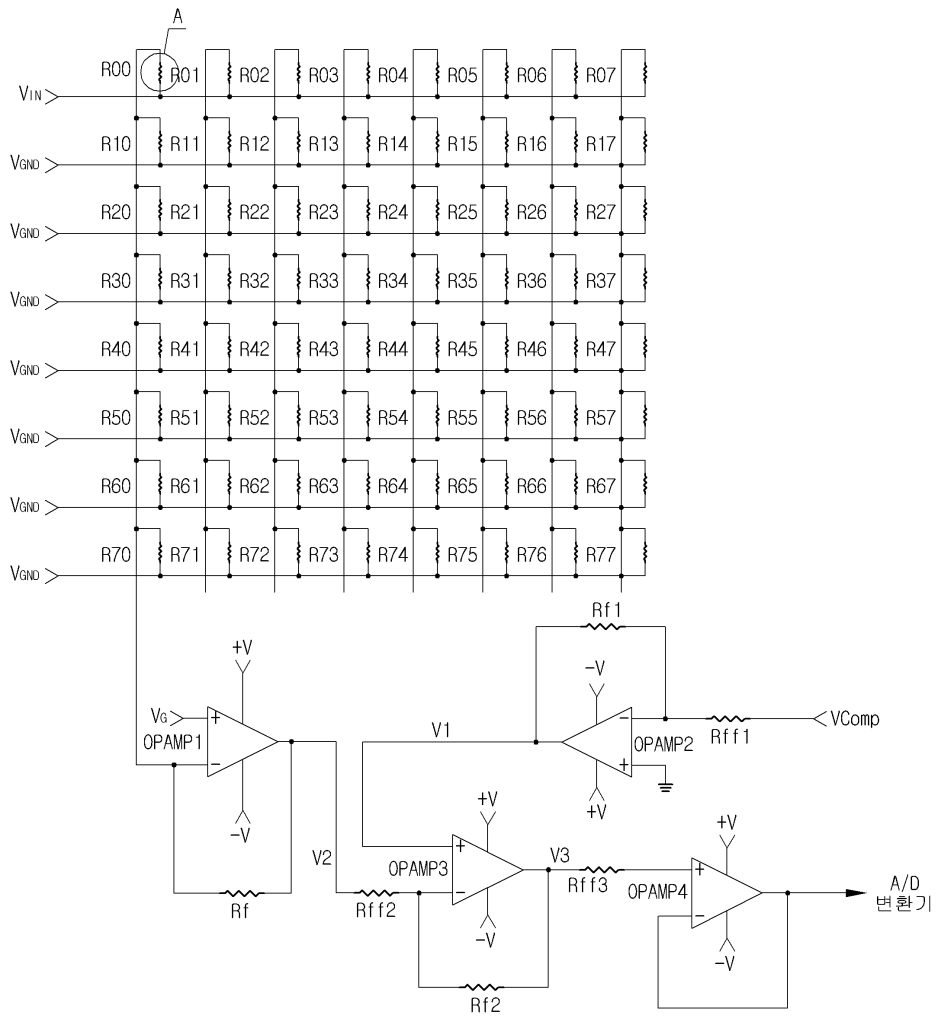 A
R00 R01 R02 R03 R04 R05 R06 R07
VIN
R10 R11 R12 R13 R14 R15 R16 R17
VGND
R20 R21 R22 R23 R24 R25 R26 R27
VGND
R30 R31 R32 R33 R34 R35 R36 R37
VGND
R40 R41 R42 R43 R44 R45 R46 R47
VGND
R50 R51 R52 R53 R54 R55 R56 R57
VGND
R60 R61 R62 R63 R64 R65 R66 R67
VGND
R70 R71 R72 R73 R74 R75 R76 R77
VGND
Rf1
+V
-V
VG
+
OPAMP1
-
-V
Rf
V1
-
OPAMP2
+
+V
Rff1
VComp
V2
Rff2
+V
+
OPAMP3
-
-V
Rf2
V3
Rff3
+V
+
OPAMP4
-
-V
A/D
변환기